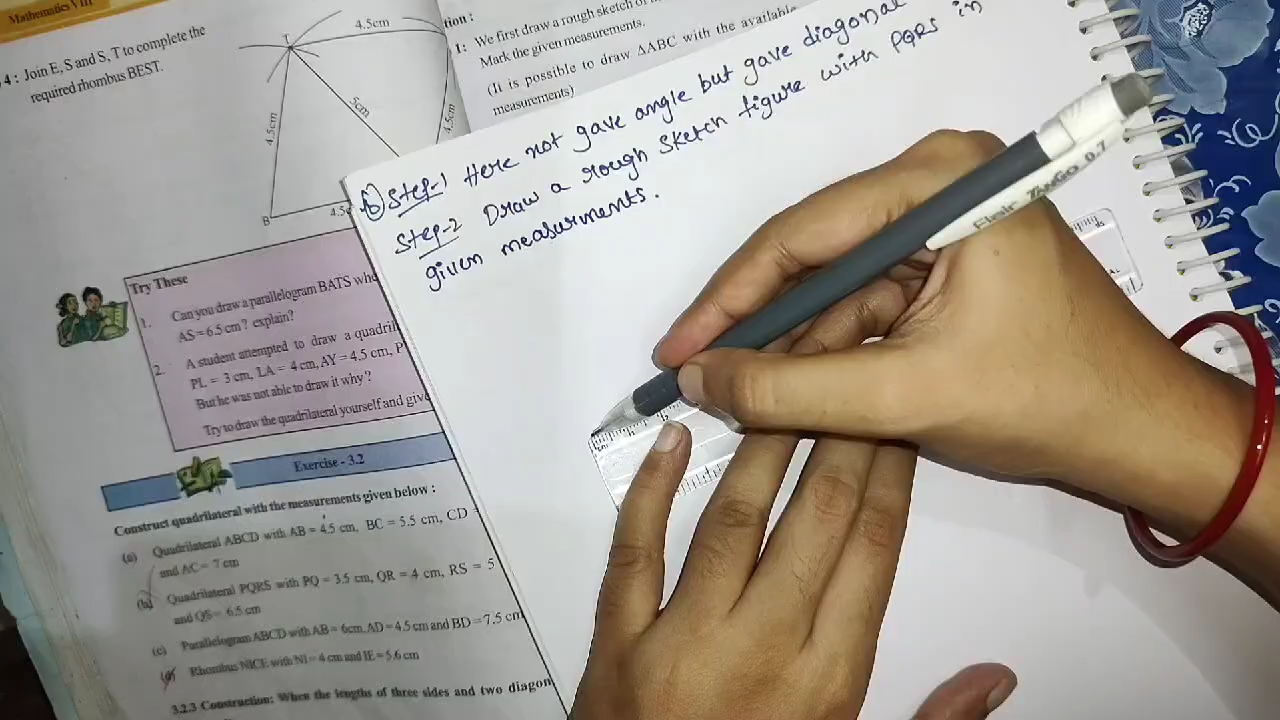 Mathematics VIII
4 : Join E, S and S, T to complete the
required rhombus BEST.
T
4.5cm
4.5cm
5cm
4.5cm
B
1: We first draw a rough sketch of
Mark the given measurements.
(It is possible to draw ΔABC with the available
measurements)
Step-1 Here not gave angle but gave diagonal
Step-2 Draw a rough sketch figure with PQRS in
given measurments.
Flair TANGO 0.7
Try These
1. Can you draw a parallelogram BATS
AS = 6.5 cm ? explain?
2. A student attempted to draw a
PL = 3 cm, LA = 4 cm, AY = 4.5 cm,
But he was not able to draw it why ?
Try to draw the quadrilateral yourself and
Exercise - 3.2
Construct quadrilateral with the measurements given below :
(a) Quadrilateral ABCD with AB = 4.5 cm, BC = 5.5 cm, CD
and AC = 7 cm
(b) Quadrilateral PQRS with PQ = 3.5 cm, QR = 4 cm, RS = 5
and QS = 6.5 cm
(c) Parallelogram ABCD with AB = 6cm, AD = 4.5 cm and BD = 7.5 cm
Rhombus NICE with NI = 4 cm and IE = 5.6 cm
3.2.3 Construction: When the lengths of three sides and two